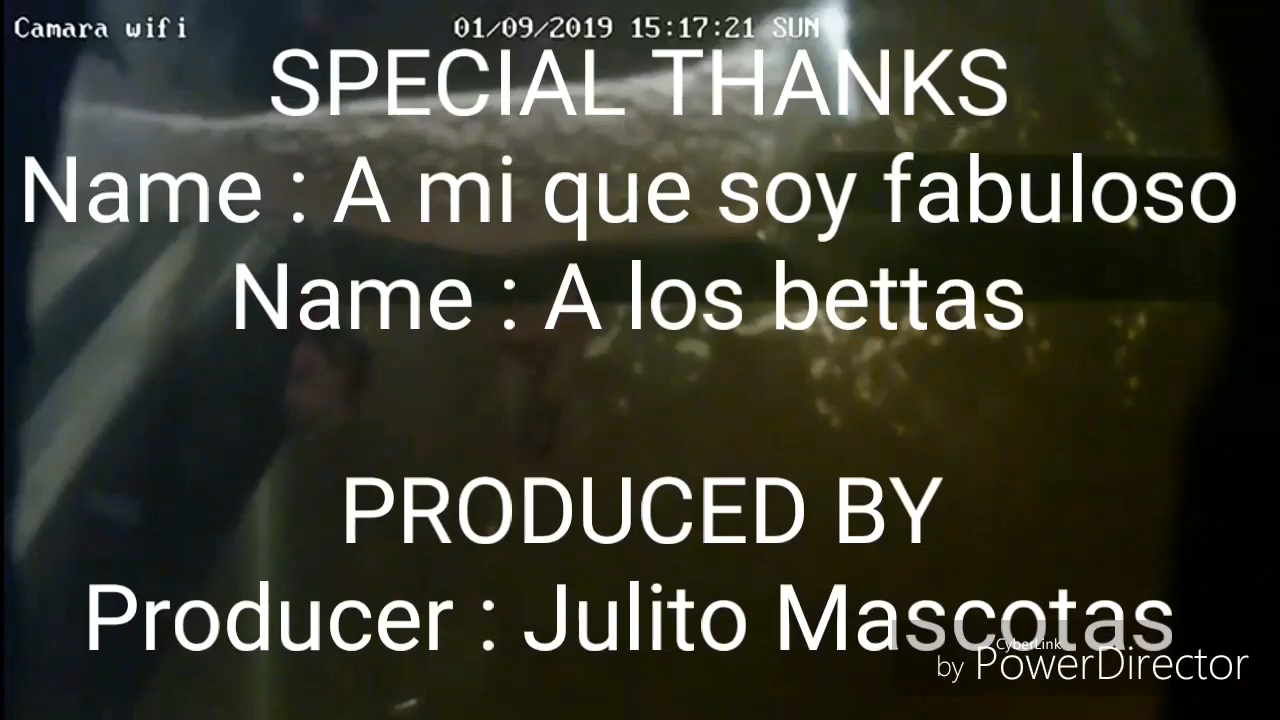 Camara wifi 01/09/2019 15:17:21 SUN
SPECIAL THANKS
Name : A mi que soy fabuloso
Name : A los bettas
PRODUCED BY
Producer : Julito Mascotas
CyberLink
by PowerDirector